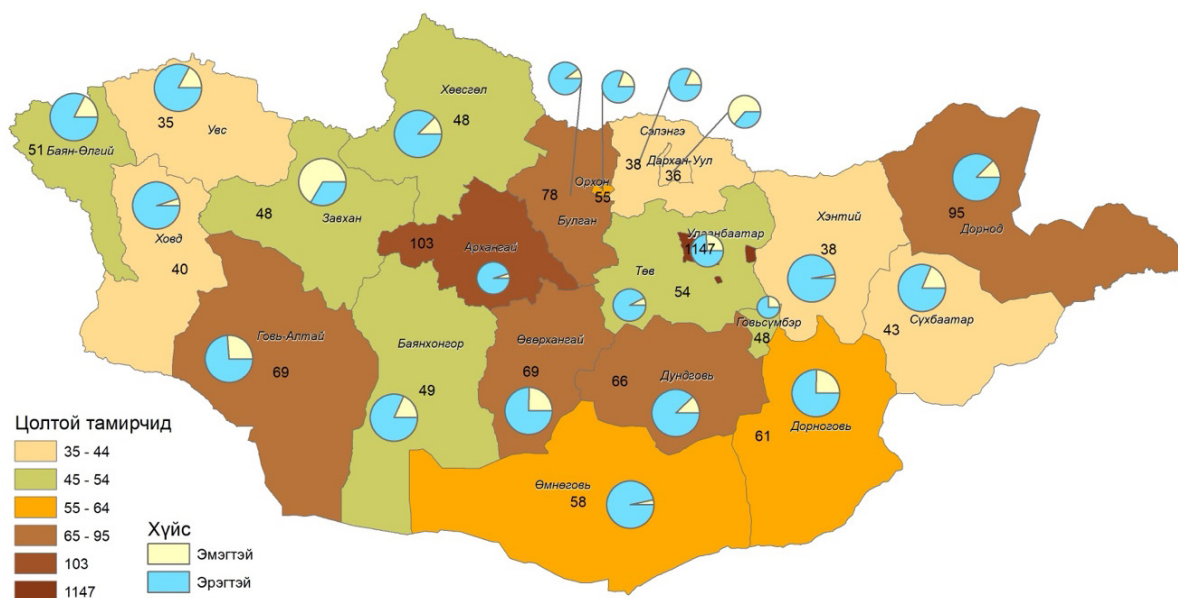 35
Увс
51
Баян-Өлгий
Хөвсгөл
48
48
Завхан
Ховд
40
103
Архангай
78
Орхон
55
Булган
Сэлэнгэ
38
Дархан-Уул
36
Улаанбаатар
1147
Төв
54
Говьсүмбэр
48
Хэнтий
38
95
Дорнод
Сүхбаатар
43
Говь-Алтай
69
Баянхонгор
49
Өвөрхангай
69
66
Дундговь
61
Дорноговь
Өмнөговь
58
Цолтой тамирчид
35 - 44
45 - 54
55 - 64
65 - 95
103
1147
Хүйс
Эмэгтэй
Эрэгтэй